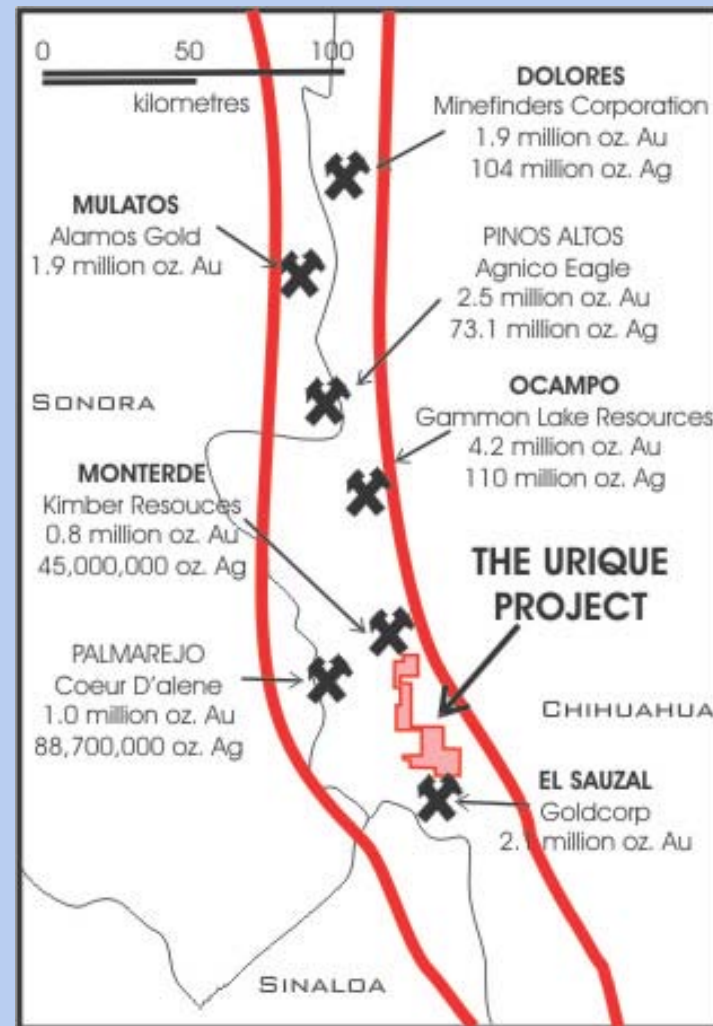 0 50 100
kilometres
DOLORES
Minefinders Corporation
1.9 million oz. Au
104 million oz. Ag
MULATOS
Alamos Gold
1.9 million oz. Au
PINOS ALTOS
Agnico Eagle
2.5 million oz. Au
73.1 million oz. Ag
SONORA
OCAMPO
Gammon Lake Resources
4.2 million oz. Au
110 million oz. Ag
MONTERDE
Kimber Resouces
0.8 million oz. Au
45,000,000 oz. Ag
THE URIQUE
PROJECT
PALMAREJO
Coeur D'alene
1.0 million oz. Au
88,700,000 oz. Ag
CHIHUAHUA
EL SAUZAL
Goldcorp
2.1 million oz. Au
SINALOA